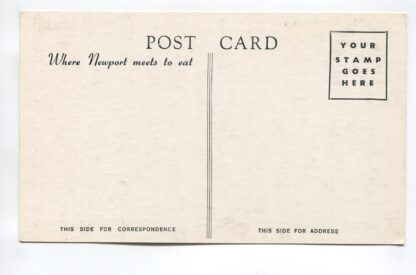 POST CARD
Where Newport meets to eat
YOUR
STAMP
GOES
HERE
THIS SIDE FOR CORRESPONDENCE
THIS SIDE FOR ADDRESS